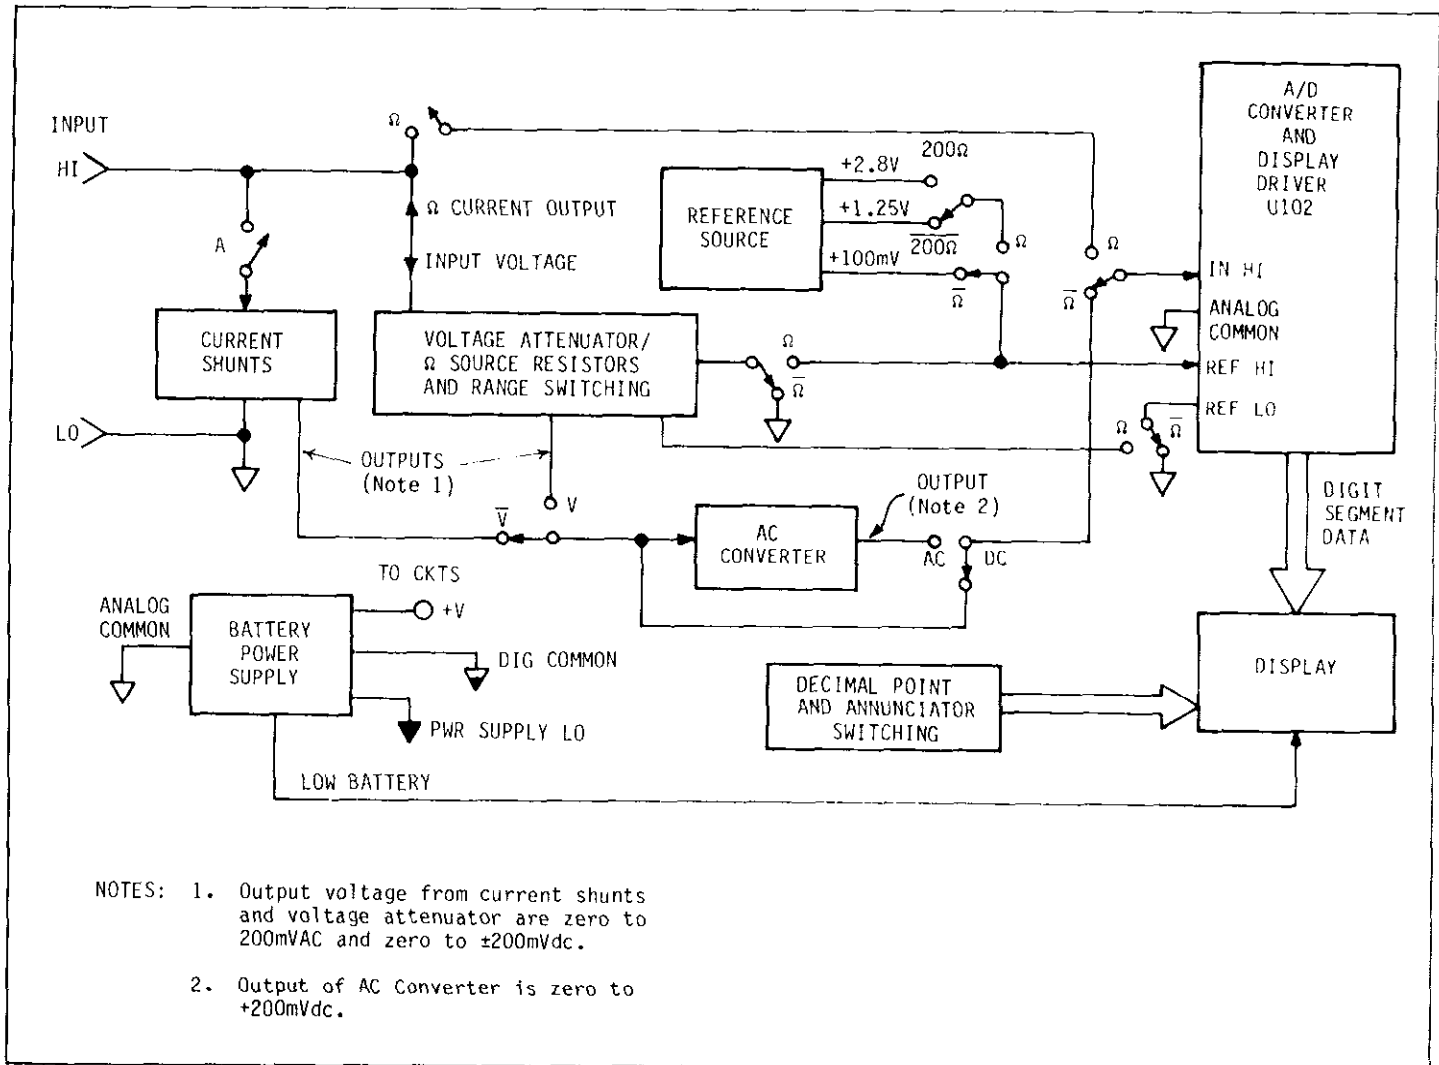 INPUT
HI
Ω
A
Ω CURRENT OUTPUT
INPUT VOLTAGE
CURRENT
SHUNTS
LO
VOLTAGE ATTENUATOR/
Ω SOURCE RESISTORS
AND RANGE SWITCHING
REFERENCE
SOURCE
+2.8V
200Ω
+1.25V
2̅0̅0̅Ω̅
+100mV
Ω
Ω̅
Ω
Ω̅
Ω
Ω̅
A/D
CONVERTER
AND
DISPLAY
DRIVER
U102
IN HI
ANALOG
COMMON
REF HI
REF LO
Ω
Ω̅
OUTPUTS
(Note 1)
V̅
V
AC
CONVERTER
OUTPUT
(Note 2)
AC
DC
DIGIT
SEGMENT
DATA
TO CKTS
+V
ANALOG
COMMON
BATTERY
POWER
SUPPLY
DIG COMMON
PWR SUPPLY LO
LOW BATTERY
DECIMAL POINT
AND ANNUNCIATOR
SWITCHING
DISPLAY
NOTES: 1. Output voltage from current shunts
and voltage attenuator are zero to
200mVAC and zero to ±200mVdc.
2. Output of AC Converter is zero to
+200mVdc.